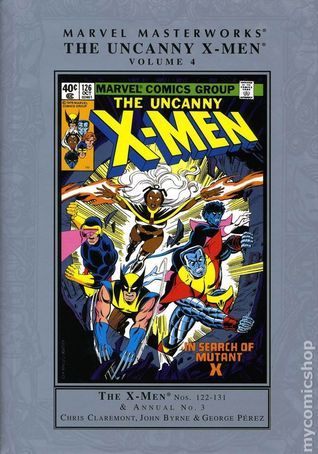 MARVEL MASTERWORKS
THE UNCANNY X-MEN®
VOLUME 4
40¢
126
OCT
MARVEL COMICS GROUP
THE UNCANNY
X-MEN
IN SEARCH OF
MUTANT
X
THE X-MEN® NOS. 122-131
& ANNUAL NO. 3
CHRIS CLAREMONT, JOHN BYRNE & GEORGE PÉREZ
mycomicshop